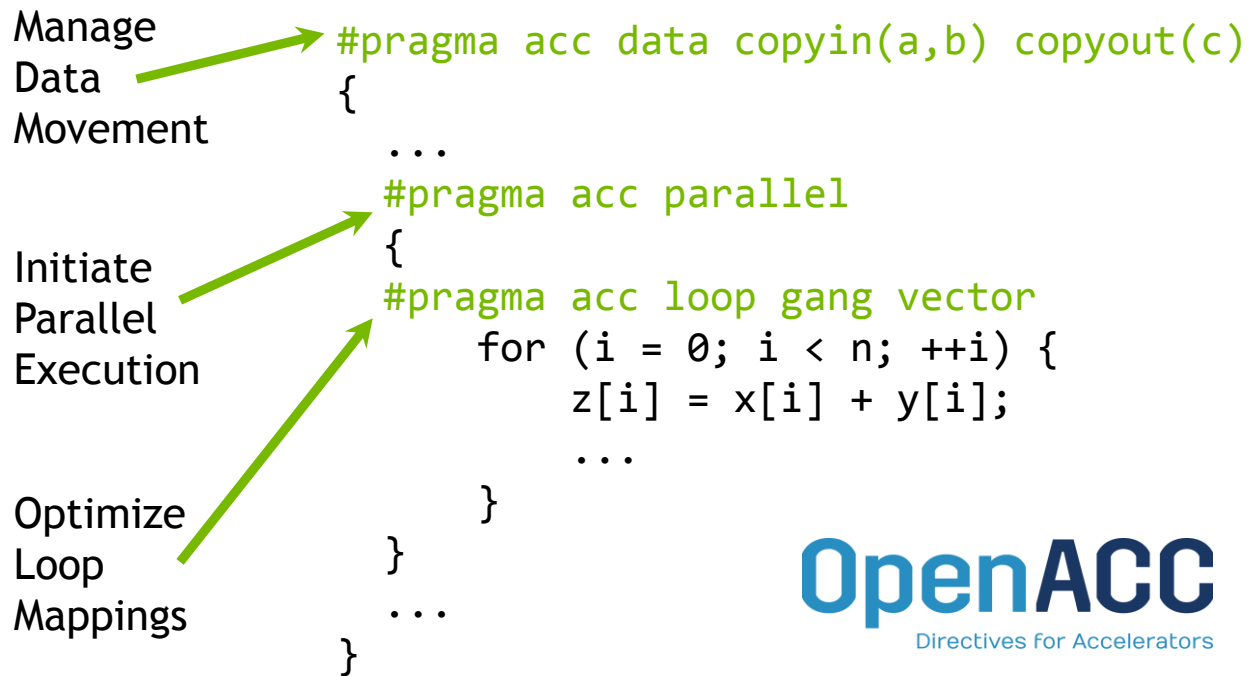 Manage
Data
Movement
#pragma acc data copyin(a,b) copyout(c)
{
...
#pragma acc parallel
{
Initiate
Parallel
Execution
#pragma acc loop gang vector
for (i = 0; i < n; ++i) {
z[i] = x[i] + y[i];
...
}
Optimize
Loop
Mappings
}
...
}
OpenACC
Directives for Accelerators